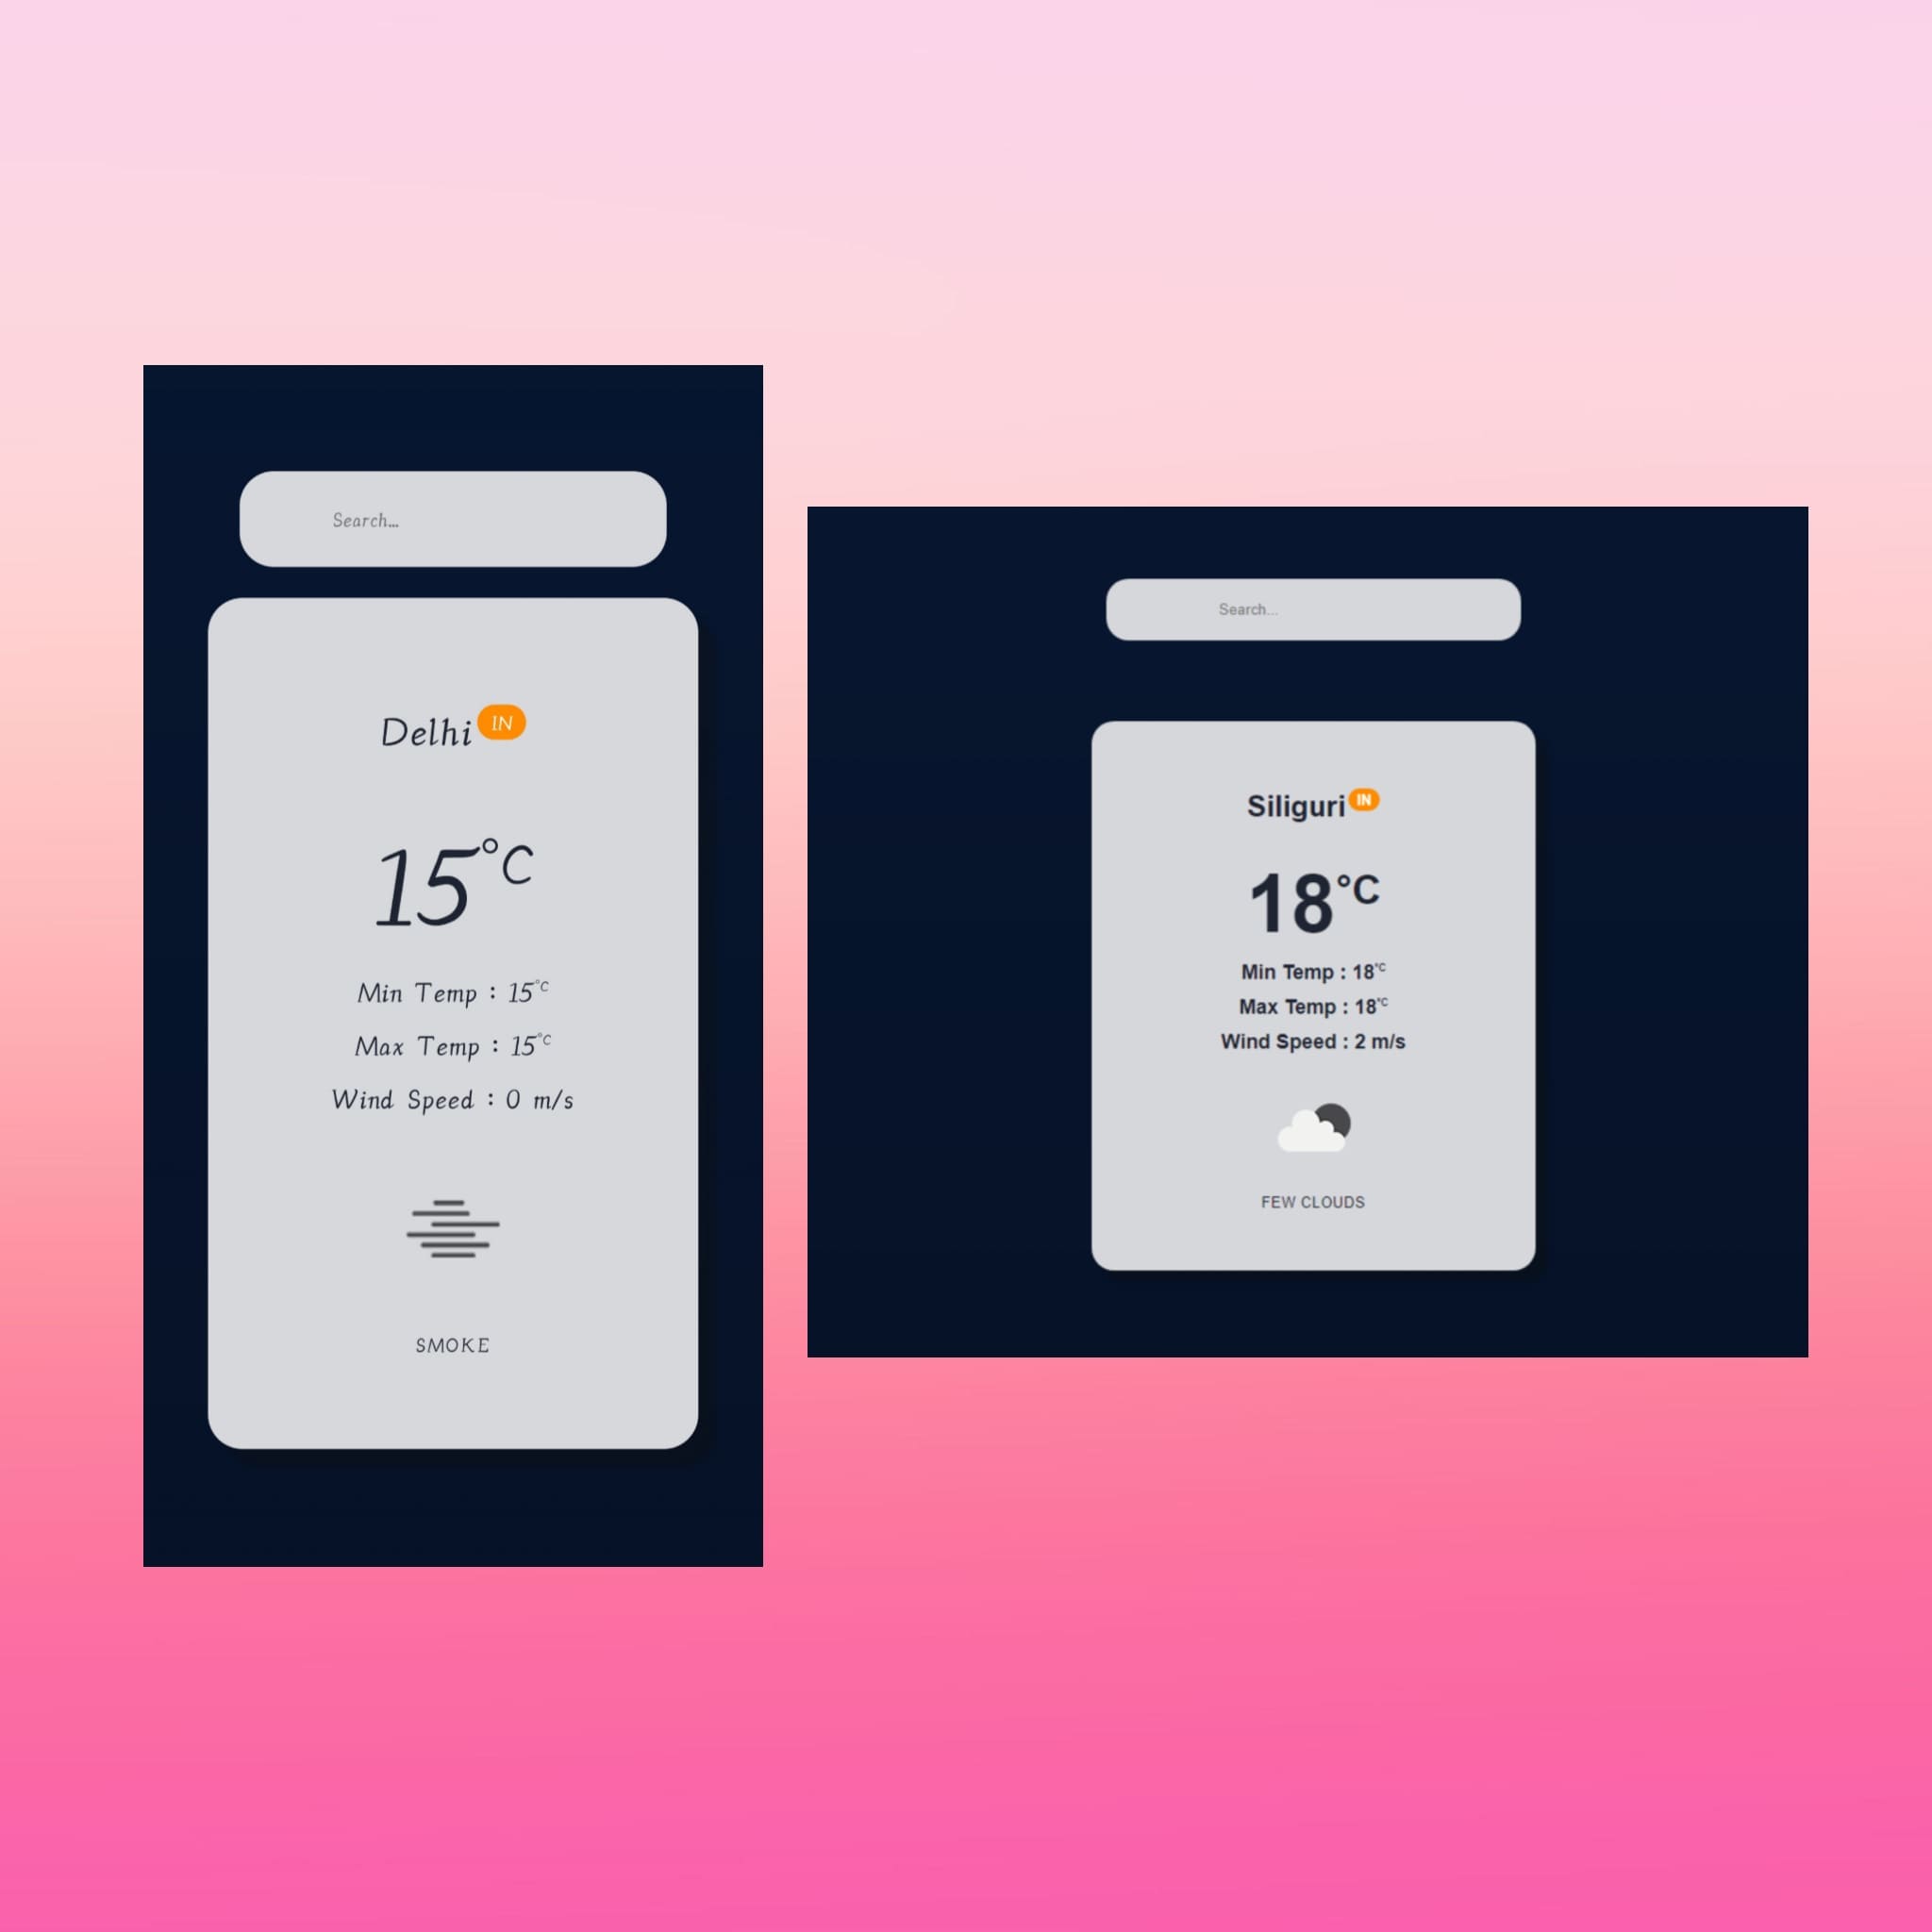 Search...
Delhi IN
15°C
Min Temp : 15°C
Max Temp : 15°C
Wind Speed : 0 m/s
SMOKE
Search...
Siliguri IN
18°C
Min Temp : 18°C
Max Temp : 18°C
Wind Speed : 2 m/s
FEW CLOUDS